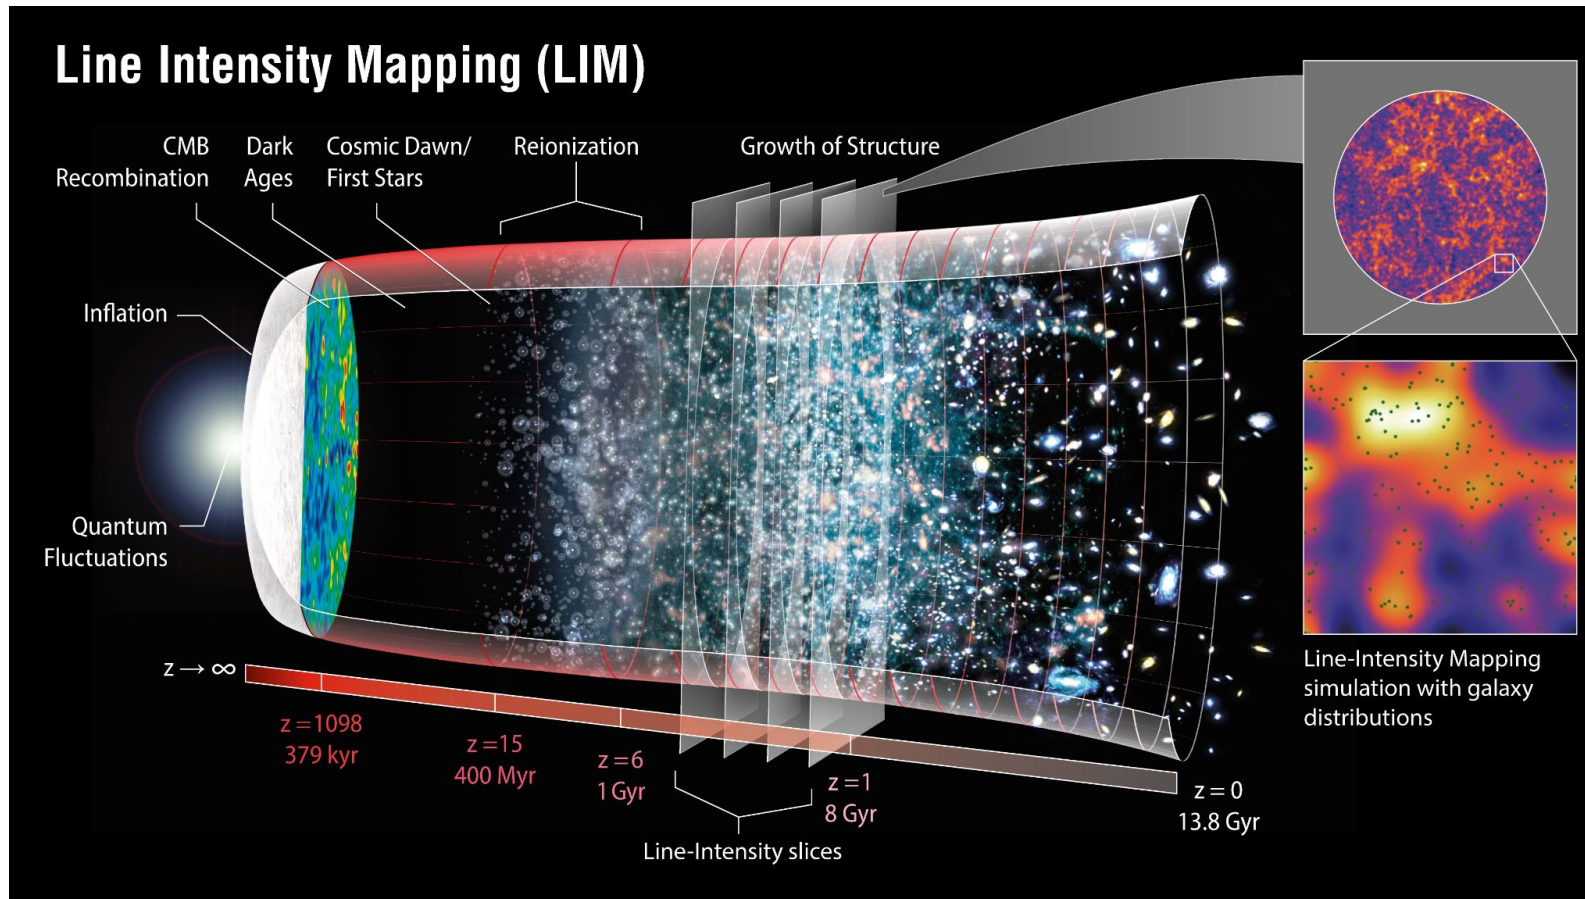 Line Intensity Mapping (LIM)
CMB
Recombination
Dark
Ages
Cosmic Dawn/
First Stars
Reionization
Growth of Structure
Inflation
Quantum
Fluctuations
z → ∞
z =1098
379 kyr
z =15
400 Myr
z =6
1 Gyr
z =1
8 Gyr
z = 0
13.8 Gyr
Line-Intensity slices
Line-Intensity Mapping
simulation with galaxy
distributions